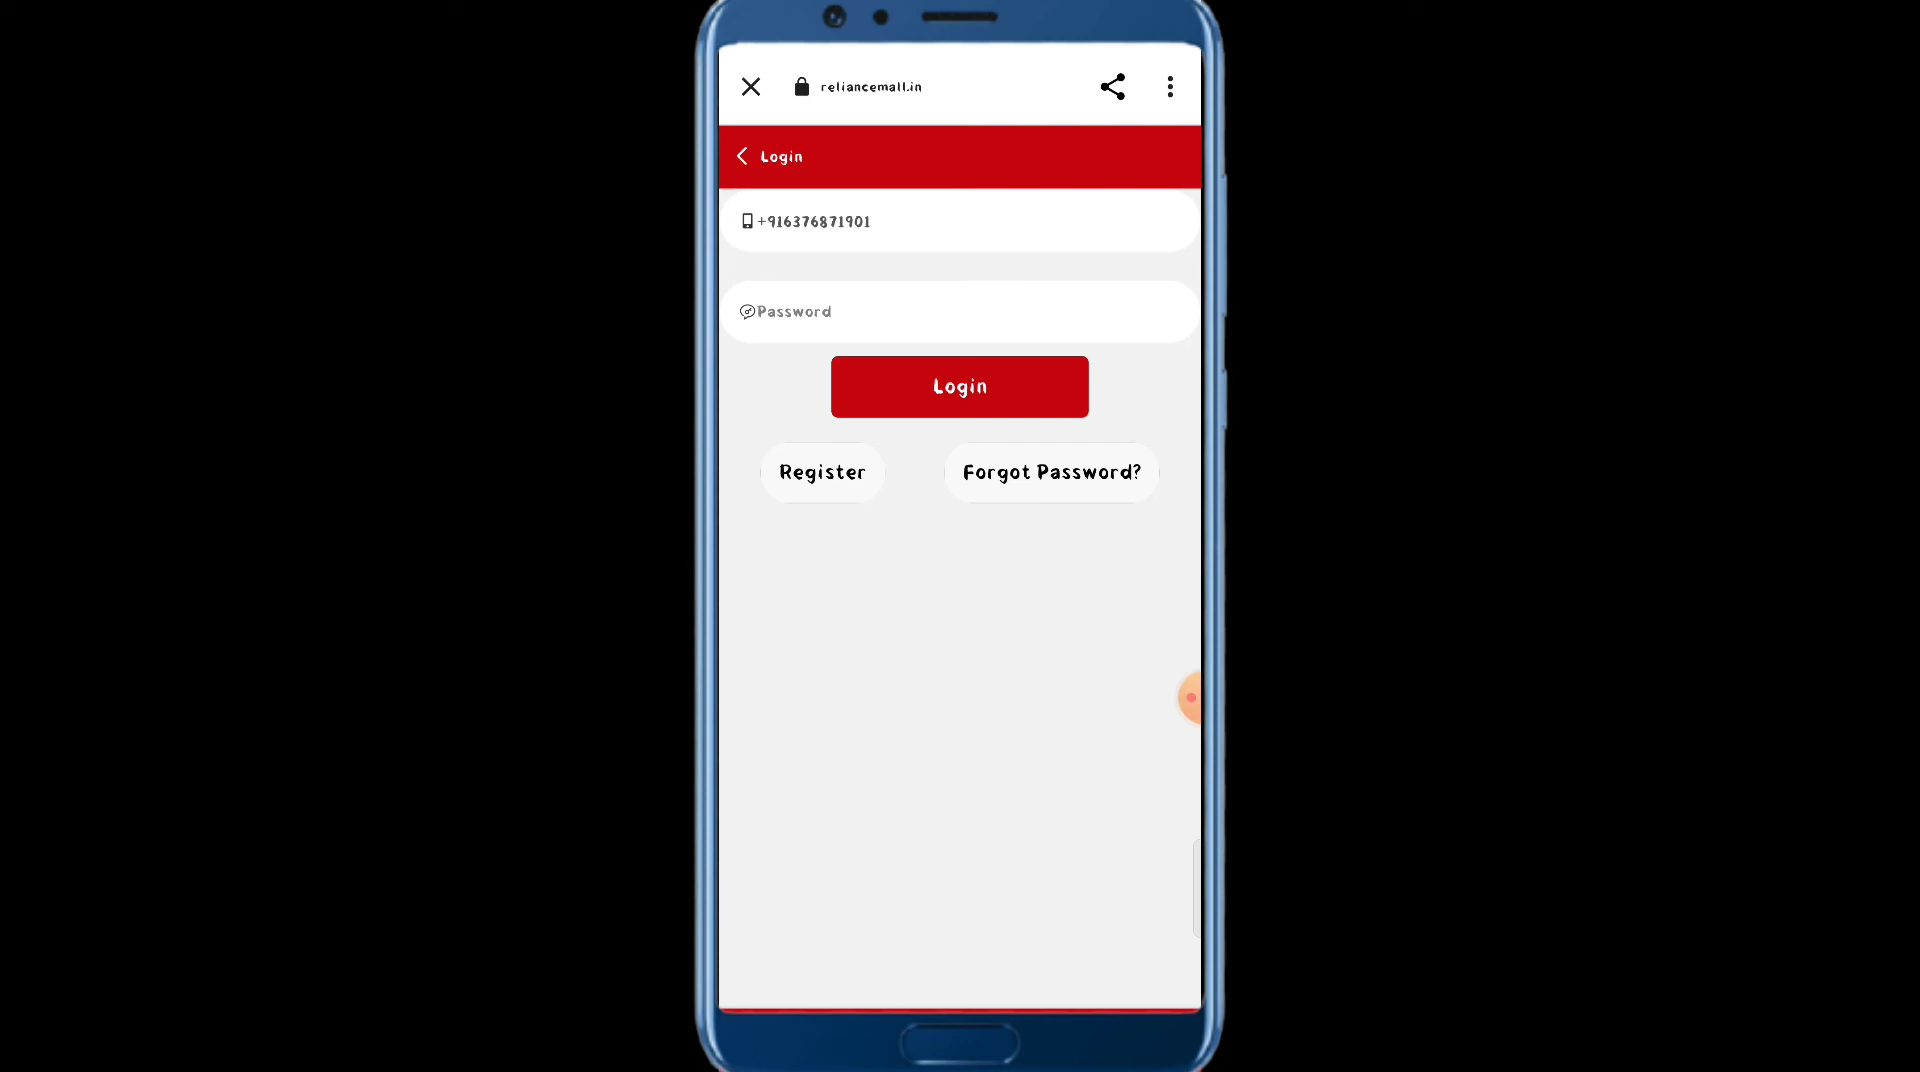 reliancemall.in
Login
+916376871901
Password
Login
Register
Forgot Password?